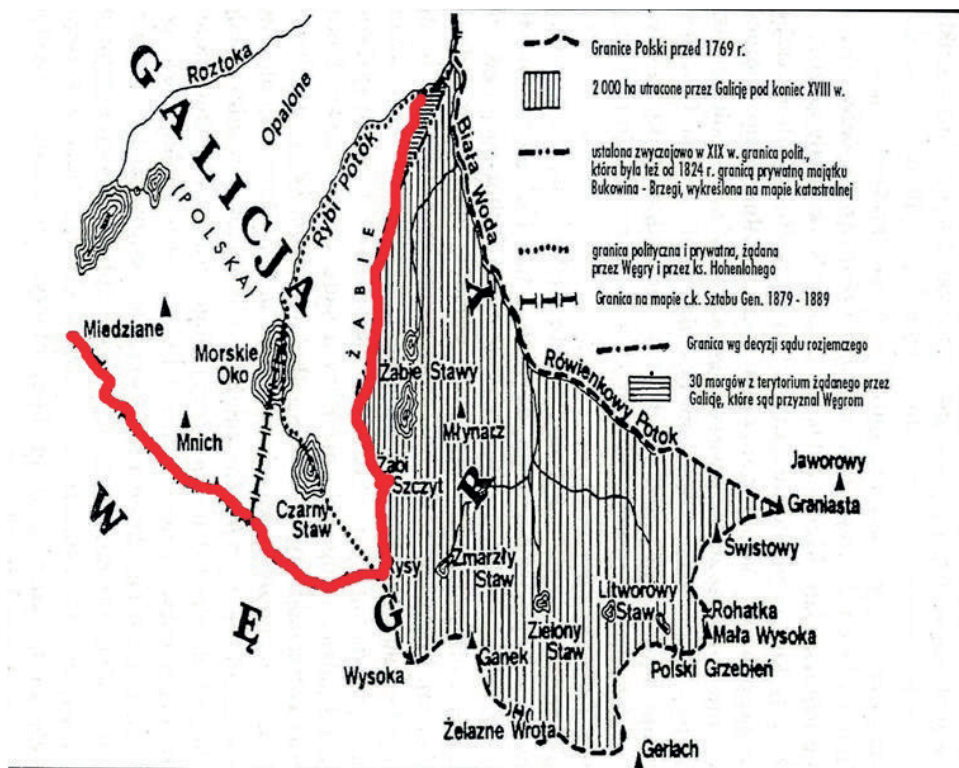 GALICJA
(POLSKA)
Roztoka
Opalone
Rybi Potok
Biała Woda
ŻABIE
Miedziane
Morskie
Oko
Mnich
Czarny
Staw
Żabie Stawy
Młynarz
Żabi
Szczyt
Rysy
Zmarzły
Staw
Zielony
Staw
Litworowy
Staw
Rówienkowy Potok
Jaworowy
Graniasta
Świstowy
Rohatka
Mała Wysoka
Polski Grzebień
Wysoka
Ganek
Żelazne Wrota
Gerlach
WĘGRY
Granice Polski przed 1769 r.
2 000 ha utracone przez Galicję pod koniec XVIII w.
ustalona zwyczajowo w XIX w. granica polit.,
która była też od 1824 r. granicą prywatną majątku
Bukowina - Brzegi, wykreślona na mapie katastralnej
granica polityczna i prywatna, żądana
przez Węgry i przez ks. Hohenlohego
Granica na mapie c.k. Sztabu Gen. 1879 - 1889
Granica wg decyzji sądu rozjemczego
30 morgów z terytorium żądanego przez
Galicję, które sąd przyznał Węgrom